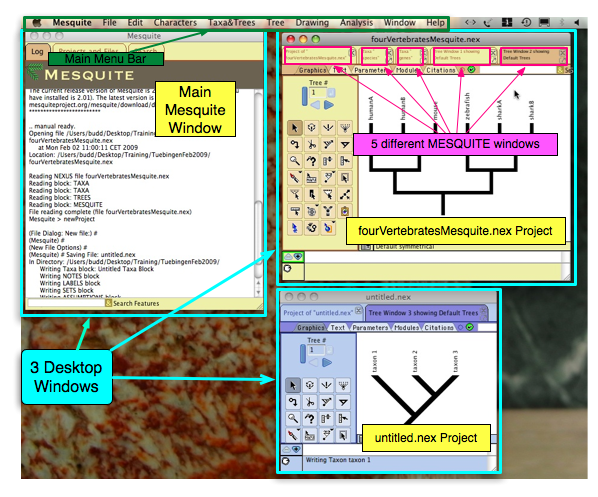 Mesquite File Edit Characters Taxa&Trees Tree Drawing Analysis Window Help
Main Menu Bar
Mesquite
Log Projects and Files Search
MESQUITE
Main
Mesquite
Window
The current release version of Mesquite is
have installed is 2.01). The latest version is
mesquiteproject.org/mesquite/download/d
.. manual ready.
Opening file /Users/budd/Desktop/Training/TuebingenFeb2009/
fourVertebratesMesquite.nex
at Mon Feb 02 11:00:11 CET 2009
Location: /Users/budd/Desktop/Training/TuebingenFeb2009/
fourVertebratesMesquite.nex
Reading NEXUS file fourVertebratesMesquite.nex
Reading block: TAXA
Reading block: TAXA
Reading block: TREES
Reading block: MESQUITE
File reading complete (file fourVertebratesMesquite.nex)
Mesquite > newProject
(File Dialog: New file:) #
(Mesquite) #
(New File Options) #
(Mesquite) # Saving File: untitled.nex
In Directory: /Users/budd/Desktop/Training/TuebingenFeb2009/
Writing Taxa block: Untitled Taxa Block
Writing NOTES block
Writing LABELS block
Writing SETS block
Writing ASSUMPTIONS block
Search Features
3 Desktop
Windows
fourVertebratesMesquite.nex
Project of "fourVertebratesMesquite.nex"
Taxa "species"
Taxa "genes"
Tree Window 1 showing Default Trees
Tree Window 2 showing Default Trees
Graphics Text Parameters Modules Citations
Tree #
1
humanA humanB mouse zebrafish sharkA sharkB
5 different MESQUITE windows
fourVertebratesMesquite.nex Project
Default symmetrical
untitled.nex
Project of "untitled.nex" Tree Window 3 showing Default Trees
Graphics Text Parameters Modules Citations
Tree #
1
taxon 1 taxon 2 taxon 3
untitled.nex Project
Writing Taxon taxon 1